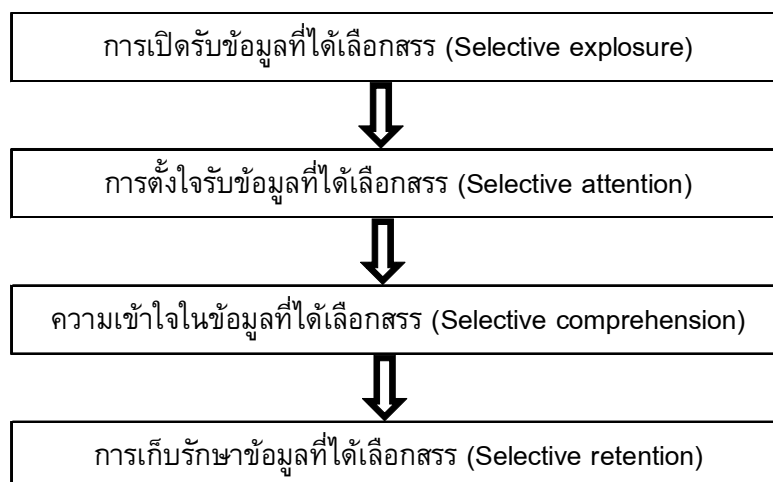 การเปิดรับข้อมูลที่ได้เลือกสรร (Selective explosure)
การตั้งใจรับข้อมูลที่ได้เลือกสรร (Selective attention)
ความเข้าใจในข้อมูลที่ได้เลือกสรร (Selective comprehension)
การเก็บรักษาข้อมูลที่ได้เลือกสรร (Selective retention)